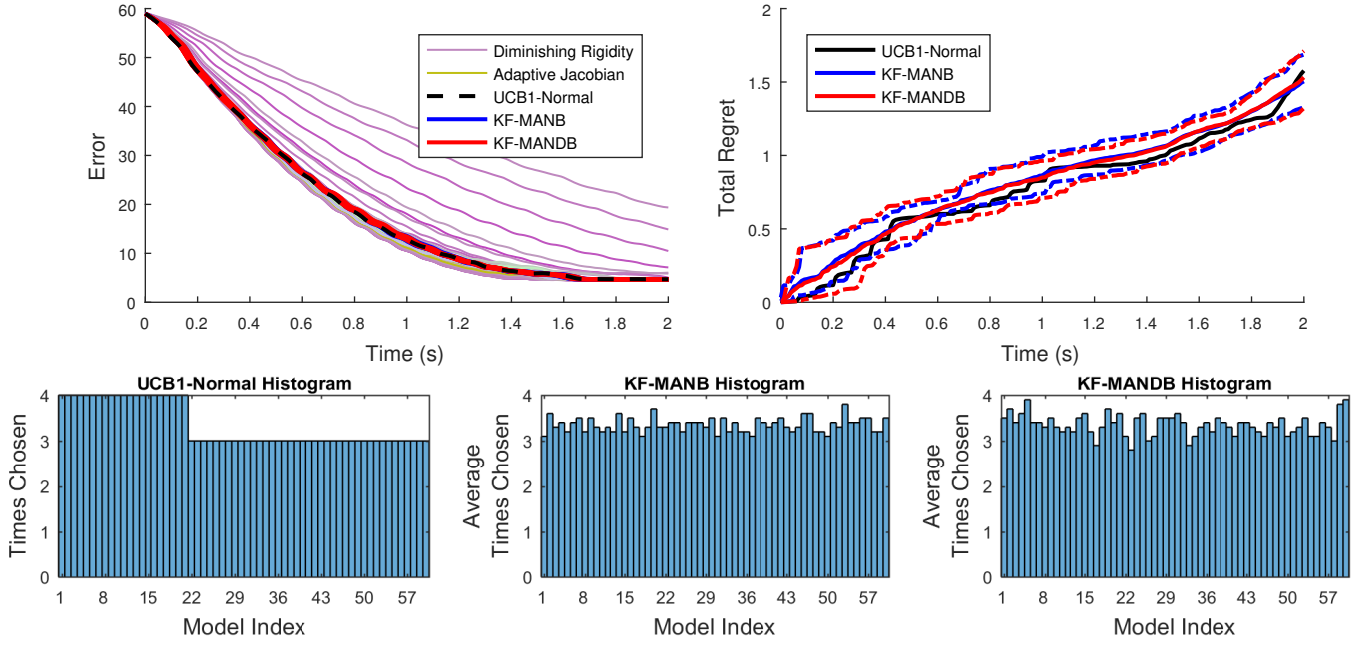 Error
60
50
40
30
20
10
0
0 0.2 0.4 0.6 0.8 1 1.2 1.4 1.6 1.8 2
Time (s)
Diminishing Rigidity
Adaptive Jacobian
UCB1-Normal
KF-MANB
KF-MANDB
Total Regret
2
1.5
1
0.5
0
0 0.2 0.4 0.6 0.8 1 1.2 1.4 1.6 1.8 2
Time (s)
UCB1-Normal
KF-MANB
KF-MANDB
UCB1-Normal Histogram
Times Chosen
4
3
2
1
0
1 8 15 22 29 36 43 50 57
Model Index
KF-MANB Histogram
Average
Times Chosen
4
3
2
1
0
1 8 15 22 29 36 43 50 57
Model Index
KF-MANDB Histogram
Average
Times Chosen
4
3
2
1
0
1 8 15 22 29 36 43 50 57
Model Index